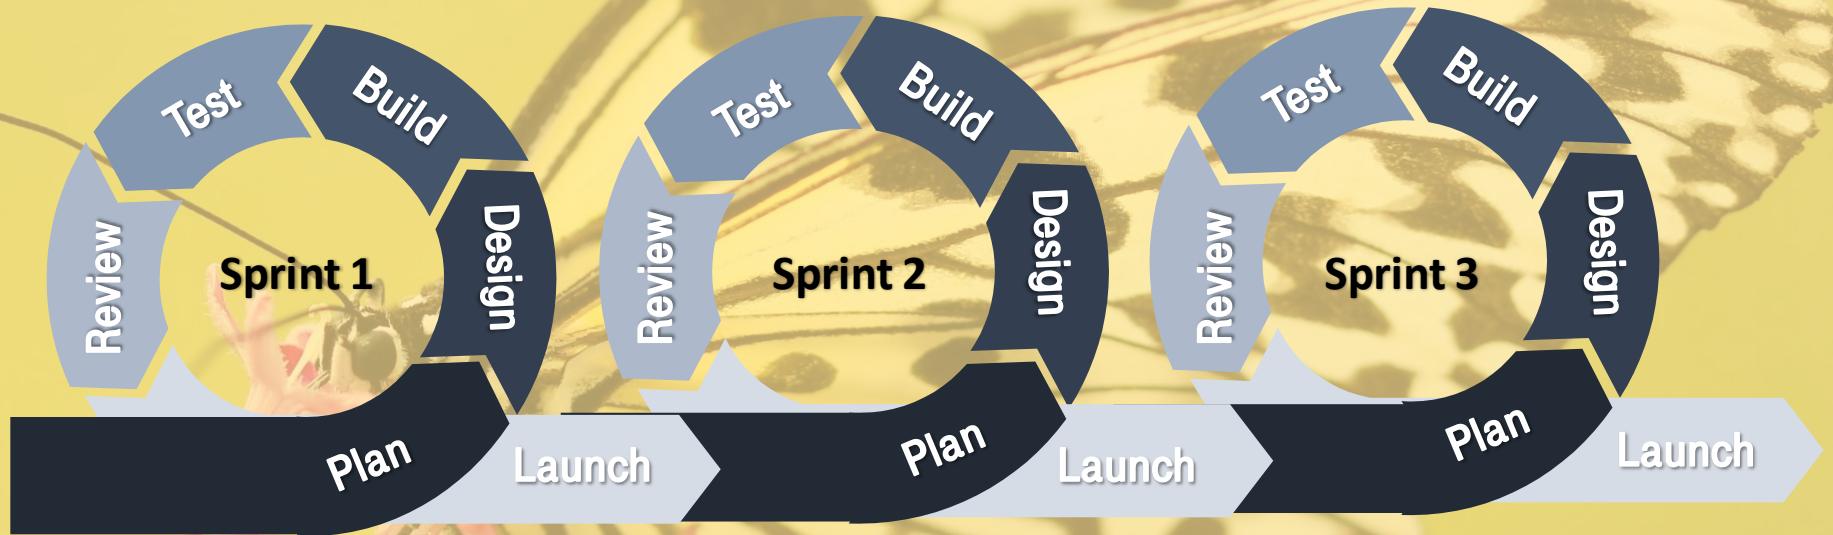 Test
Build
Review
Sprint 1
Design
Plan
Launch
Test
Build
Review
Sprint 2
Design
Plan
Launch
Test
Build
Review
Sprint 3
Design
Plan
Launch